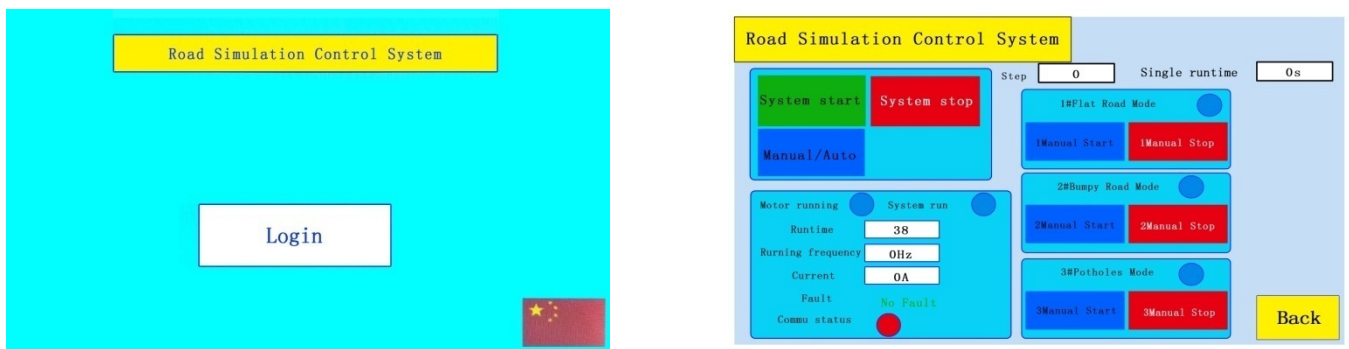 Road Simulation Control System
Login
Road Simulation Control System
Step 0 Single runtime 0s
System start System stop
Manual/Auto
1#Flat Road Mode
1Manual Start 1Manual Stop
2#Bumpy Road Mode
2Manual Start 2Manual Stop
3#Potholes Mode
3Manual Start 3Manual Stop
Motor running System run
Runtime 38
Rurning frequency 0Hz
Current 0A
Fault No Fault
Commu status
Back